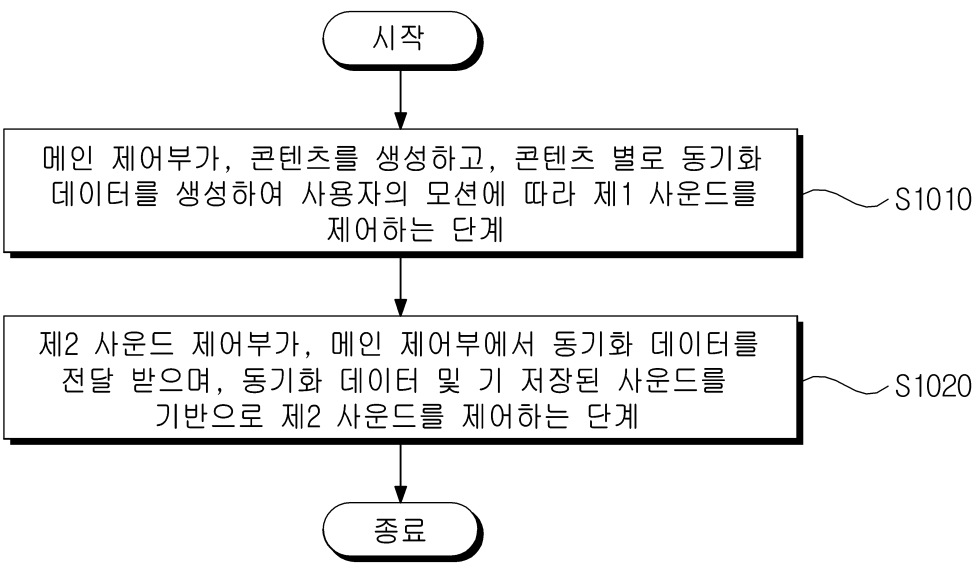 시작
메인 제어부가, 콘텐츠를 생성하고, 콘텐츠 별로 동기화
데이터를 생성하여 사용자의 모션에 따라 제1 사운드를
제어하는 단계
S1010
제2 사운드 제어부가, 메인 제어부에서 동기화 데이터를
전달 받으며, 동기화 데이터 및 기 저장된 사운드를
기반으로 제2 사운드를 제어하는 단계
S1020
종료